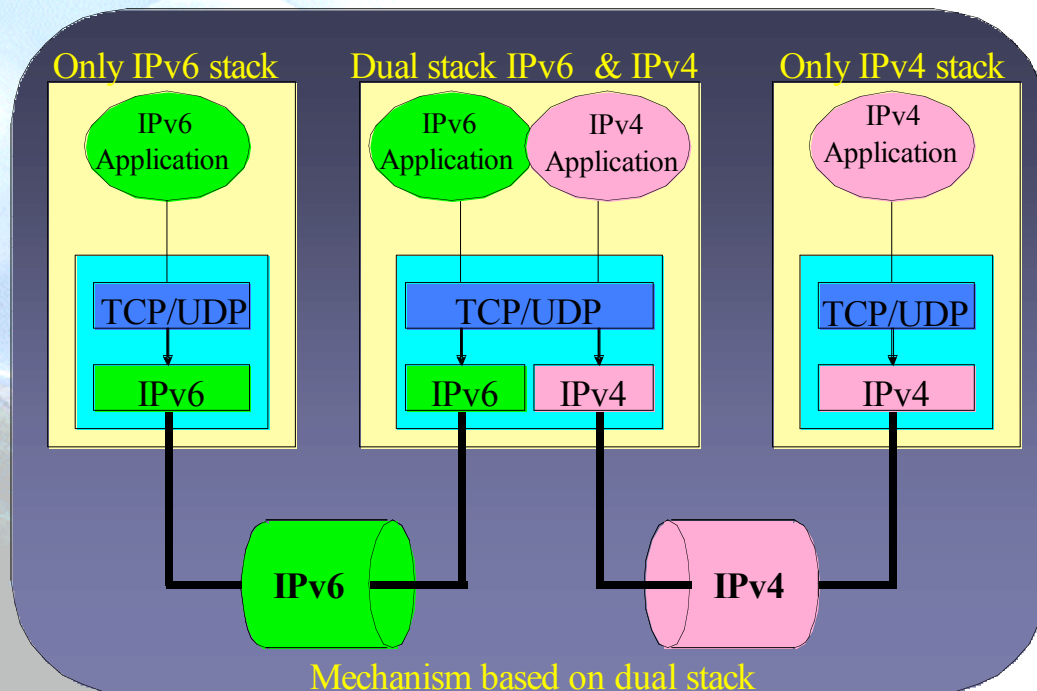 Only IPv6 stack
Dual stack IPv6 & IPv4
Only IPv4 stack
IPv6
Application
IPv6
Application
IPv4
Application
IPv4
Application
TCP/UDP
TCP/UDP
TCP/UDP
IPv6
IPv6
IPv4
IPv4
IPv6
IPv4
Mechanism based on dual stack